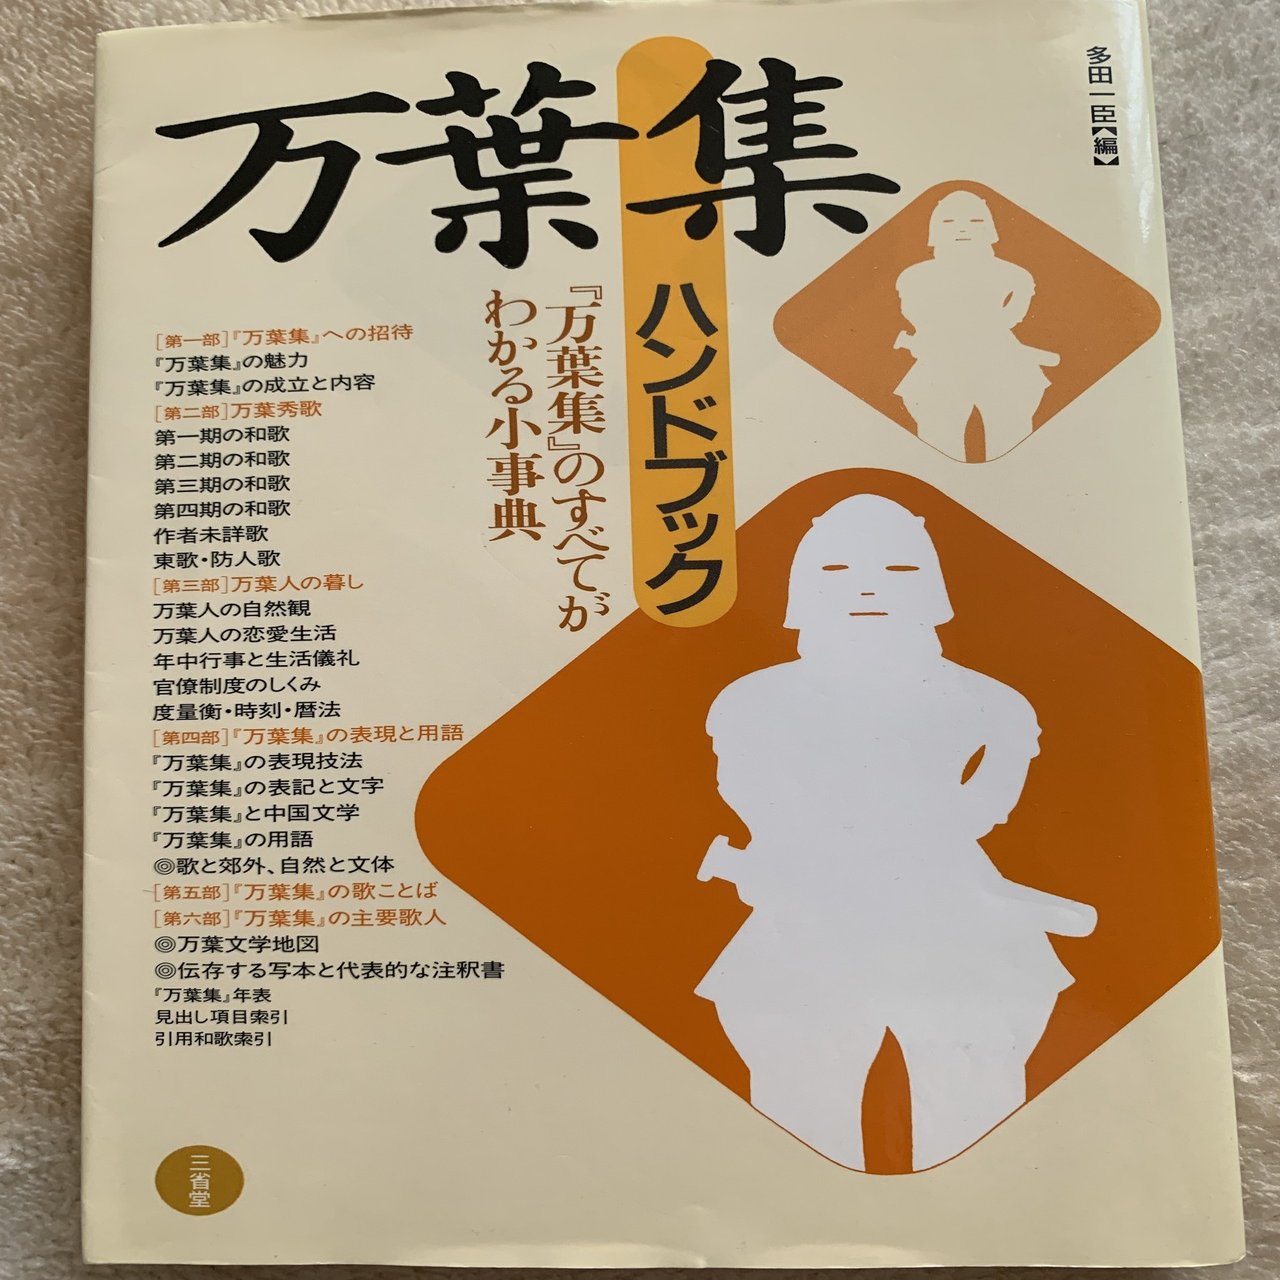 万葉集
ハンドブック
多田一臣【編】
『万葉集』のすべてが
わかる小事典
[第一部]『万葉集』への招待
『万葉集』の魅力
『万葉集』の成立と内容
[第二部]万葉秀歌
第一期の和歌
第二期の和歌
第三期の和歌
第四期の和歌
作者未詳歌
東歌・防人歌
[第三部]万葉人の暮し
万葉人の自然観
万葉人の恋愛生活
年中行事と生活儀礼
官僚制度のしくみ
度量衡・時刻・暦法
[第四部]『万葉集』の表現と用語
『万葉集』の表現技法
『万葉集』の表記と文字
『万葉集』と中国文学
『万葉集』の用語
◎歌と郊外、自然と文体
[第五部]『万葉集』の歌ことば
[第六部]『万葉集』の主要歌人
◎万葉文学地図
◎伝存する写本と代表的な注釈書
『万葉集』年表
見出し項目索引
引用和歌索引
三省堂